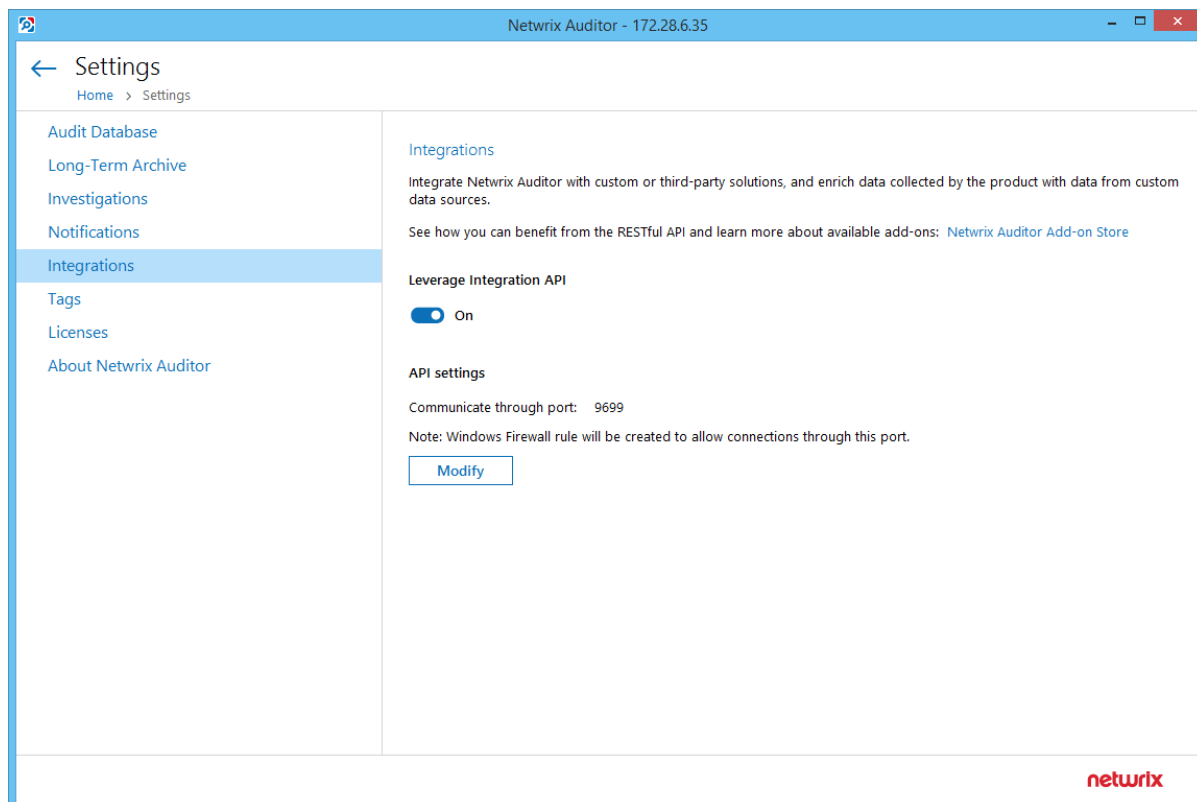 Netwrix Auditor - 172.28.6.35
Settings
Home > Settings
Audit Database
Long-Term Archive
Investigations
Notifications
Integrations
Tags
Licenses
About Netwrix Auditor
Integrations
Integrate Netwrix Auditor with custom or third-party solutions, and enrich data collected by the product with data from custom
data sources.
See how you can benefit from the RESTful API and learn more about available add-ons: Netwrix Auditor Add-on Store
Leverage Integration API
On
API settings
Communicate through port: 9699
Note: Windows Firewall rule will be created to allow connections through this port.
Modify
netwrix